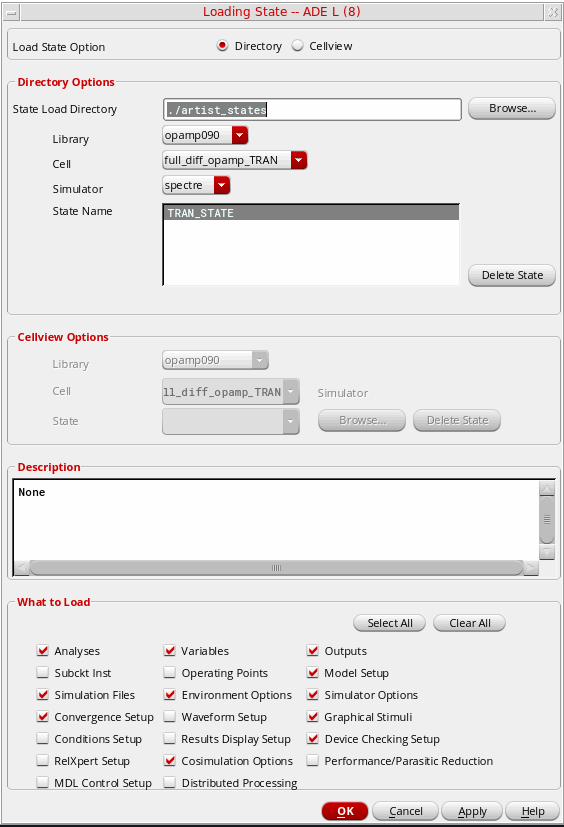 Loading State -- ADE L (8)
Load State Option Directory Cellview
Directory Options
State Load Directory ./artist_states Browse...
Library opamp090
Cell full_diff_opamp_TRAN
Simulator spectre
State Name TRAN_STATE
Delete State
Cellview Options
Library opamp090
Cell ll_diff_opamp_TRAN Simulator
State Browse... Delete State
Description
None
What to Load
Select All Clear All
Analyses Variables Outputs
Subckt Inst Operating Points Model Setup
Simulation Files Environment Options Simulator Options
Convergence Setup Waveform Setup Graphical Stimuli
Conditions Setup Results Display Setup Device Checking Setup
RelXpert Setup Cosimulation Options Performance/Parasitic Reduction
MDL Control Setup Distributed Processing
OK Cancel Apply Help